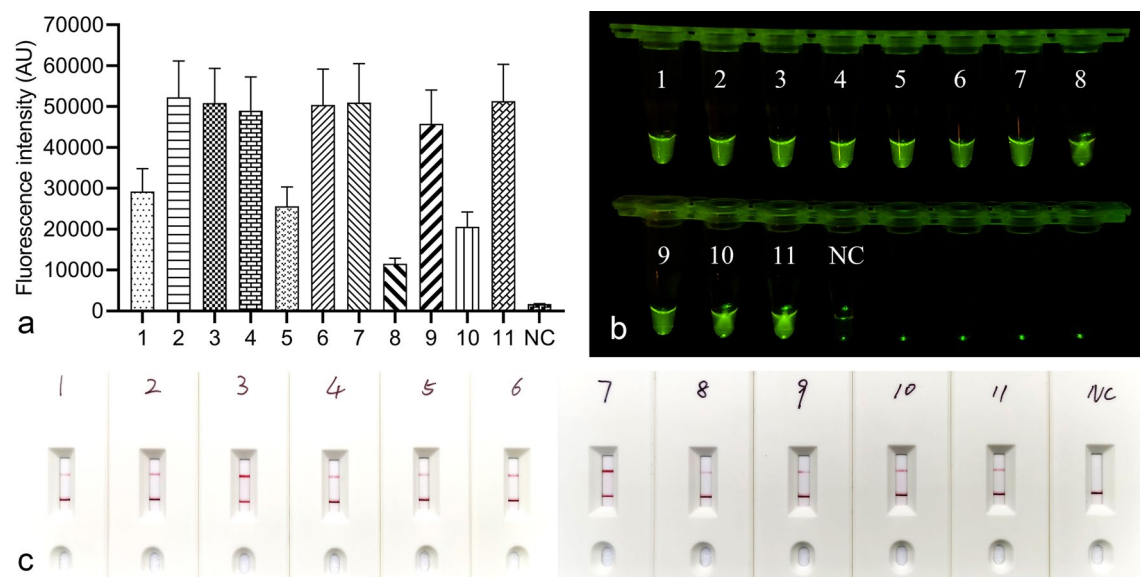 70000
60000
50000
40000
30000
20000
10000
0
Fluorescence intensity (AU)
1 2 3 4 5 6 7 8 9 10 11 NC
a
1 2 3 4 5 6 7 8
9 10 11 NC
b
1 2 3 4 5 6 7 8 9 10 11 NC
c